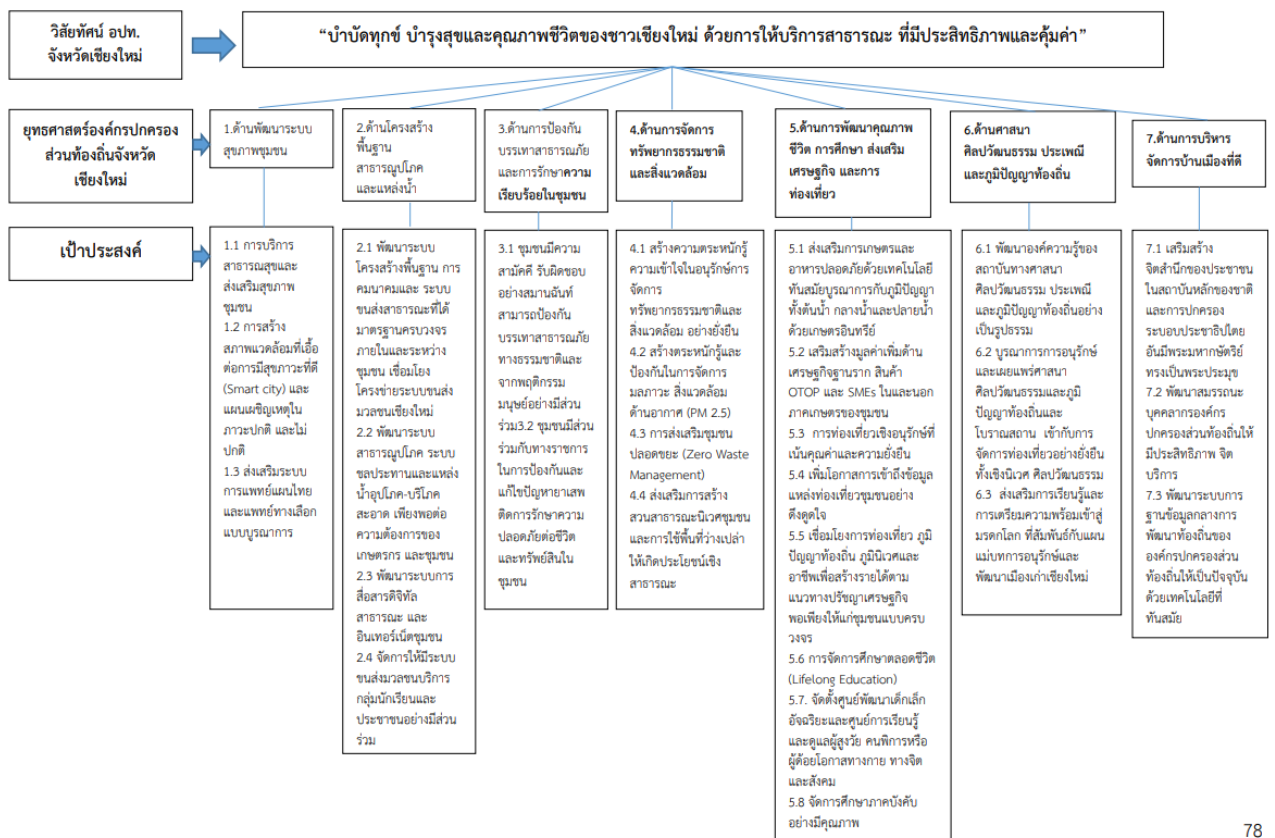 วิสัยทัศน์ อปท.
จังหวัดเชียงใหม่
“บำบัดทุกข์ บำรุงสุขและคุณภาพชีวิตของชาวเชียงใหม่ ด้วยการให้บริการสาธารณะ ที่มีประสิทธิภาพและคุ้มค่า”
ยุทธศาสตร์องค์กรปกครอง
ส่วนท้องถิ่นจังหวัด
เชียงใหม่
1.ด้านพัฒนาระบบ
สุขภาพชุมชน
2.ด้านโครงสร้าง
พื้นฐาน
สาธารณูปโภค
และแหล่งน้ำ
3.ด้านการป้องกัน
บรรเทาสาธารณภัย
และการรักษาความ
เรียบร้อยในชุมชน
4.ด้านการจัดการ
ทรัพยากรธรรมชาติ
และสิ่งแวดล้อม
5.ด้านการพัฒนาคุณภาพ
ชีวิต การศึกษา ส่งเสริม
เศรษฐกิจ และการ
ท่องเที่ยว
6.ด้านศาสนา
ศิลปวัฒนธรรม ประเพณี
และภูมิปัญญาท้องถิ่น
7.ด้านการบริหาร
จัดการบ้านเมืองที่ดี
เป้าประสงค์
1.1 การบริการ
สาธารณสุขและ
ส่งเสริมสุขภาพ
ชุมชน
1.2 การสร้าง
สภาพแวดล้อมที่เอื้อ
ต่อการมีสุขภาวะที่ดี
(Smart city) และ
แผนเผชิญเหตุใน
ภาวะปกติ และไม่
ปกติ
1.3 ส่งเสริมระบบ
การแพทย์แผนไทย
และแพทย์ทางเลือก
แบบบูรณาการ
2.1 พัฒนาระบบ
โครงสร้างพื้นฐาน การ
คมนาคมและ ระบบ
ขนส่งสาธารณะที่ได้
มาตรฐานครบวงจร
ภายในและระหว่าง
ชุมชน เชื่อมโยง
โครงข่ายระบบขนส่ง
มวลชนเชียงใหม่
2.2 พัฒนาระบบ
สาธารณูปโภค ระบบ
ชลประทานและแหล่ง
น้ำอุปโภค-บริโภค
สะอาด เพียงพอต่อ
ความต้องการของ
เกษตรกร และชุมชน
2.3 พัฒนาระบบการ
สื่อสารดิจิทัล
สาธารณะ และ
อินเทอร์เน็ตชุมชน
2.4 จัดการให้มีระบบ
ขนส่งมวลชนบริการ
กลุ่มนักเรียนและ
ประชาชนอย่างมีส่วน
ร่วม
3.1 ชุมชนมีความ
สามัคคี รับผิดชอบ
อย่างสมานฉันท์
สามารถป้องกัน
บรรเทาสาธารณภัย
ทางธรรมชาติและ
จากพฤติกรรม
มนุษย์อย่างมีส่วน
ร่วม3.2 ชุมชนมีส่วน
ร่วมกับทางราชการ
ในการป้องกันและ
แก้ไขปัญหายาเสพ
ติดการรักษาความ
ปลอดภัยต่อชีวิต
และทรัพย์สินใน
ชุมชน
4.1 สร้างความตระหนักรู้
ความเข้าใจในอนุรักษ์การ
จัดการ
ทรัพยากรธรรมชาติและ
สิ่งแวดล้อม อย่างยั่งยืน
4.2 สร้างตระหนักรู้และ
ป้องกันในการจัดการ
มลภาวะ สิ่งแวดล้อม
ด้านอากาศ (PM 2.5)
4.3 การส่งเสริมชุมชน
ปลอดขยะ (Zero Waste
Management)
4.4 ส่งเสริมการสร้าง
สวนสาธารณะนิเวศชุมชน
และการใช้พื้นที่ว่างเปล่า
ให้เกิดประโยชน์เชิง
สาธารณะ
5.1 ส่งเสริมการเกษตรและ
อาหารปลอดภัยด้วยเทคโนโลยี
ทันสมัยบูรณาการกับภูมิปัญญา
ทั้งต้นน้ำ กลางน้ำและปลายน้ำ
ด้วยเกษตรอินทรีย์
5.2 เสริมสร้างมูลค่าเพิ่มด้าน
เศรษฐกิจฐานราก สินค้า
OTOP และ SMEs ในและนอก
ภาคเกษตรของชุมชน
5.3 การท่องเที่ยวเชิงอนุรักษ์ที่
เน้นคุณค่าและความยั่งยืน
5.4 เพิ่มโอกาสการเข้าถึงข้อมูล
แหล่งท่องเที่ยวชุมชนอย่าง
ดึงดูดใจ
5.5 เชื่อมโยงการท่องเที่ยว ภูมิ
ปัญญาท้องถิ่น ภูมินิเวศและ
อาชีพเพื่อสร้างรายได้ตาม
แนวทางปรัชญาเศรษฐกิจ
พอเพียงให้แก่ชุมชนแบบครบ
วงจร
5.6 การจัดการศึกษาตลอดชีวิต
(Lifelong Education)
5.7. จัดตั้งศูนย์พัฒนาเด็กเล็ก
อัจฉริยะและศูนย์การเรียนรู้
และดูแลผู้สูงวัย คนพิการหรือ
ผู้ด้อยโอกาสทางกาย ทางจิต
และสังคม
5.8 จัดการศึกษาภาคบังคับ
อย่างมีคุณภาพ
6.1 พัฒนาองค์ความรู้ของ
สถาบันทางศาสนา
ศิลปวัฒนธรรม ประเพณี
และภูมิปัญญาท้องถิ่นอย่าง
เป็นรูปธรรม
6.2 บูรณาการการอนุรักษ์
และเผยแพร่ศาสนา
ศิลปวัฒนธรรมและภูมิ
ปัญญาท้องถิ่นและ
โบราณสถาน เข้ากับการ
จัดการท่องเที่ยวอย่างยั่งยืน
ทั้งเชิงนิเวศ ศิลปวัฒนธรรม
6.3 ส่งเสริมการเรียนรู้และ
การเตรียมความพร้อมเข้าสู่
มรดกโลก ที่สัมพันธ์กับแผน
แม่บทการอนุรักษ์และ
พัฒนาเมืองเก่าเชียงใหม่
7.1 เสริมสร้าง
จิตสำนึกของประชาชน
ในสถาบันหลักของชาติ
และการปกครอง
ระบอบประชาธิปไตย
อันมีพระมหากษัตริย์
ทรงเป็นพระประมุข
7.2 พัฒนาสมรรถนะ
บุคลากรองค์กร
ปกครองส่วนท้องถิ่นให้
มีประสิทธิภาพ จิต
บริการ
7.3 พัฒนาระบบการ
ฐานข้อมูลกลางการ
พัฒนาท้องถิ่นของ
องค์กรปกครองส่วน
ท้องถิ่นให้เป็นปัจจุบัน
ด้วยเทคโนโลยีที่
ทันสมัย
78